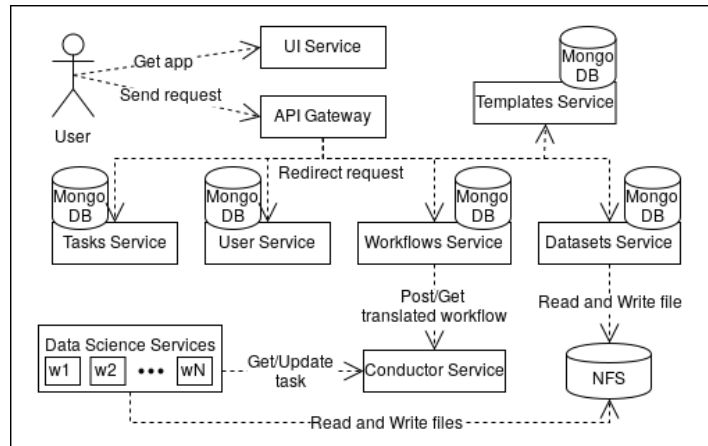 UI Service
Get app
Mongo
DB
Send request
Templates Service
API Gateway
User
Redirect request
Mongo
DB
Mongo
DB
Mongo
DB
Mongo
DB
Tasks Service
User Service
Workflows Service
Datasets Service
Post/Get
translated workflow
Read and Write file
Data Science Services
w1 w2 ••• wN
Get/Update
task
Conductor Service
NFS
Read and Write files